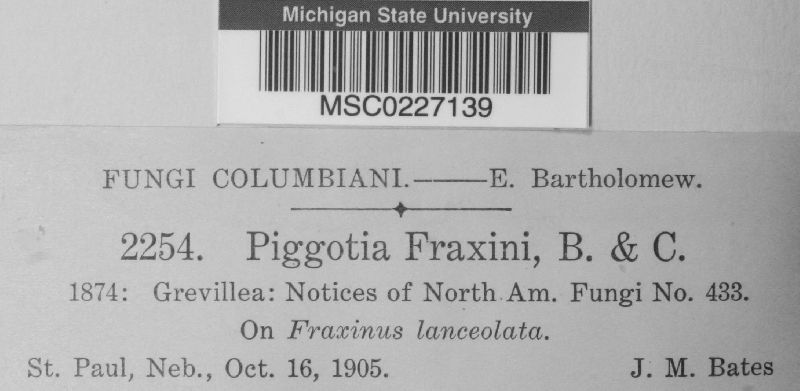 Michigan State University
MSC0227139
FUNGI COLUMBIANI.——E. Bartholomew.
2254. Piggotia Fraxini, B. & C.
1874: Grevillea: Notices of North Am. Fungi No. 433.
On Fraxinus lanceolata.
St. Paul, Neb., Oct. 16, 1905. J. M. Bates